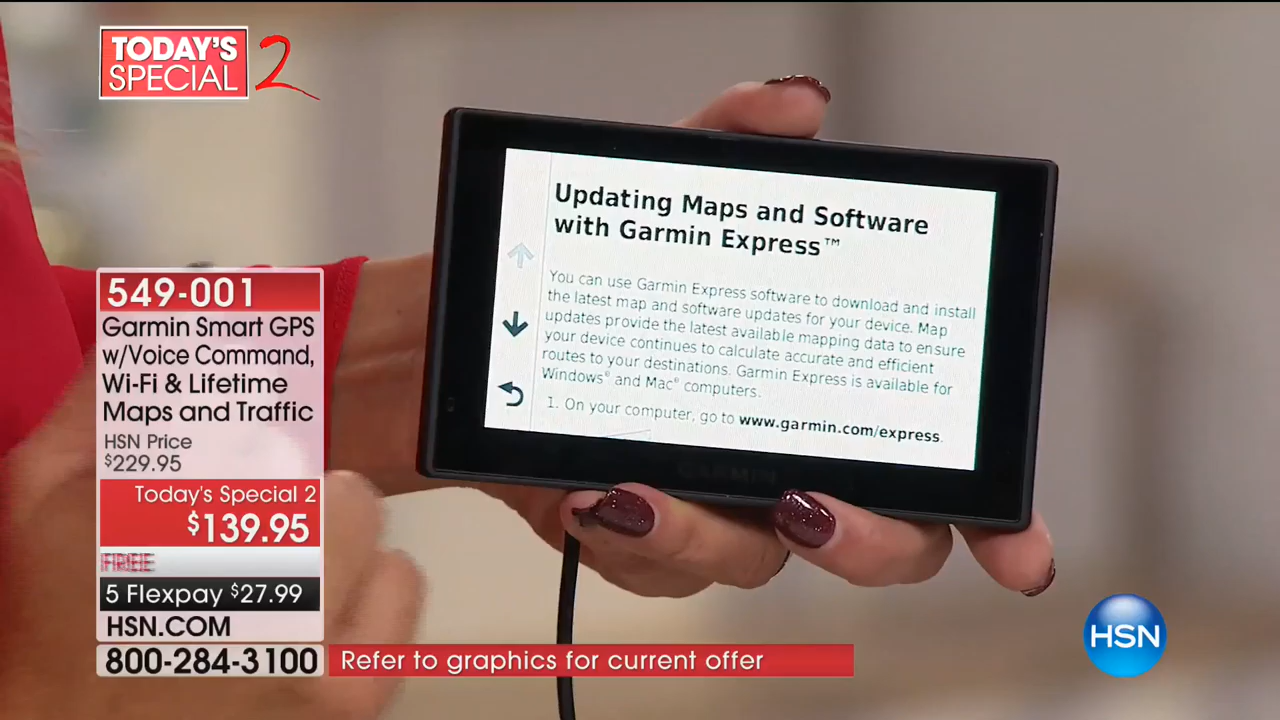 TODAY'S
SPECIAL 2
549-001
Garmin Smart GPS
w/Voice Command,
Wi-Fi & Lifetime
Maps and Traffic
HSN Price
$229.95
Today's Special 2
$139.95
FREE
5 Flexpay $27.99
HSN.COM
800-284-3100
Refer to graphics for current offer
Updating Maps and Software
with Garmin Express™
You can use Garmin Express software to download and install
the latest map and software updates for your device. Map
updates provide the latest available mapping data to ensure
your device continues to calculate accurate and efficient
routes to your destinations. Garmin Express is available for
Windows® and Mac® computers.
1. On your computer, go to www.garmin.com/express.
GARMIN
HSN